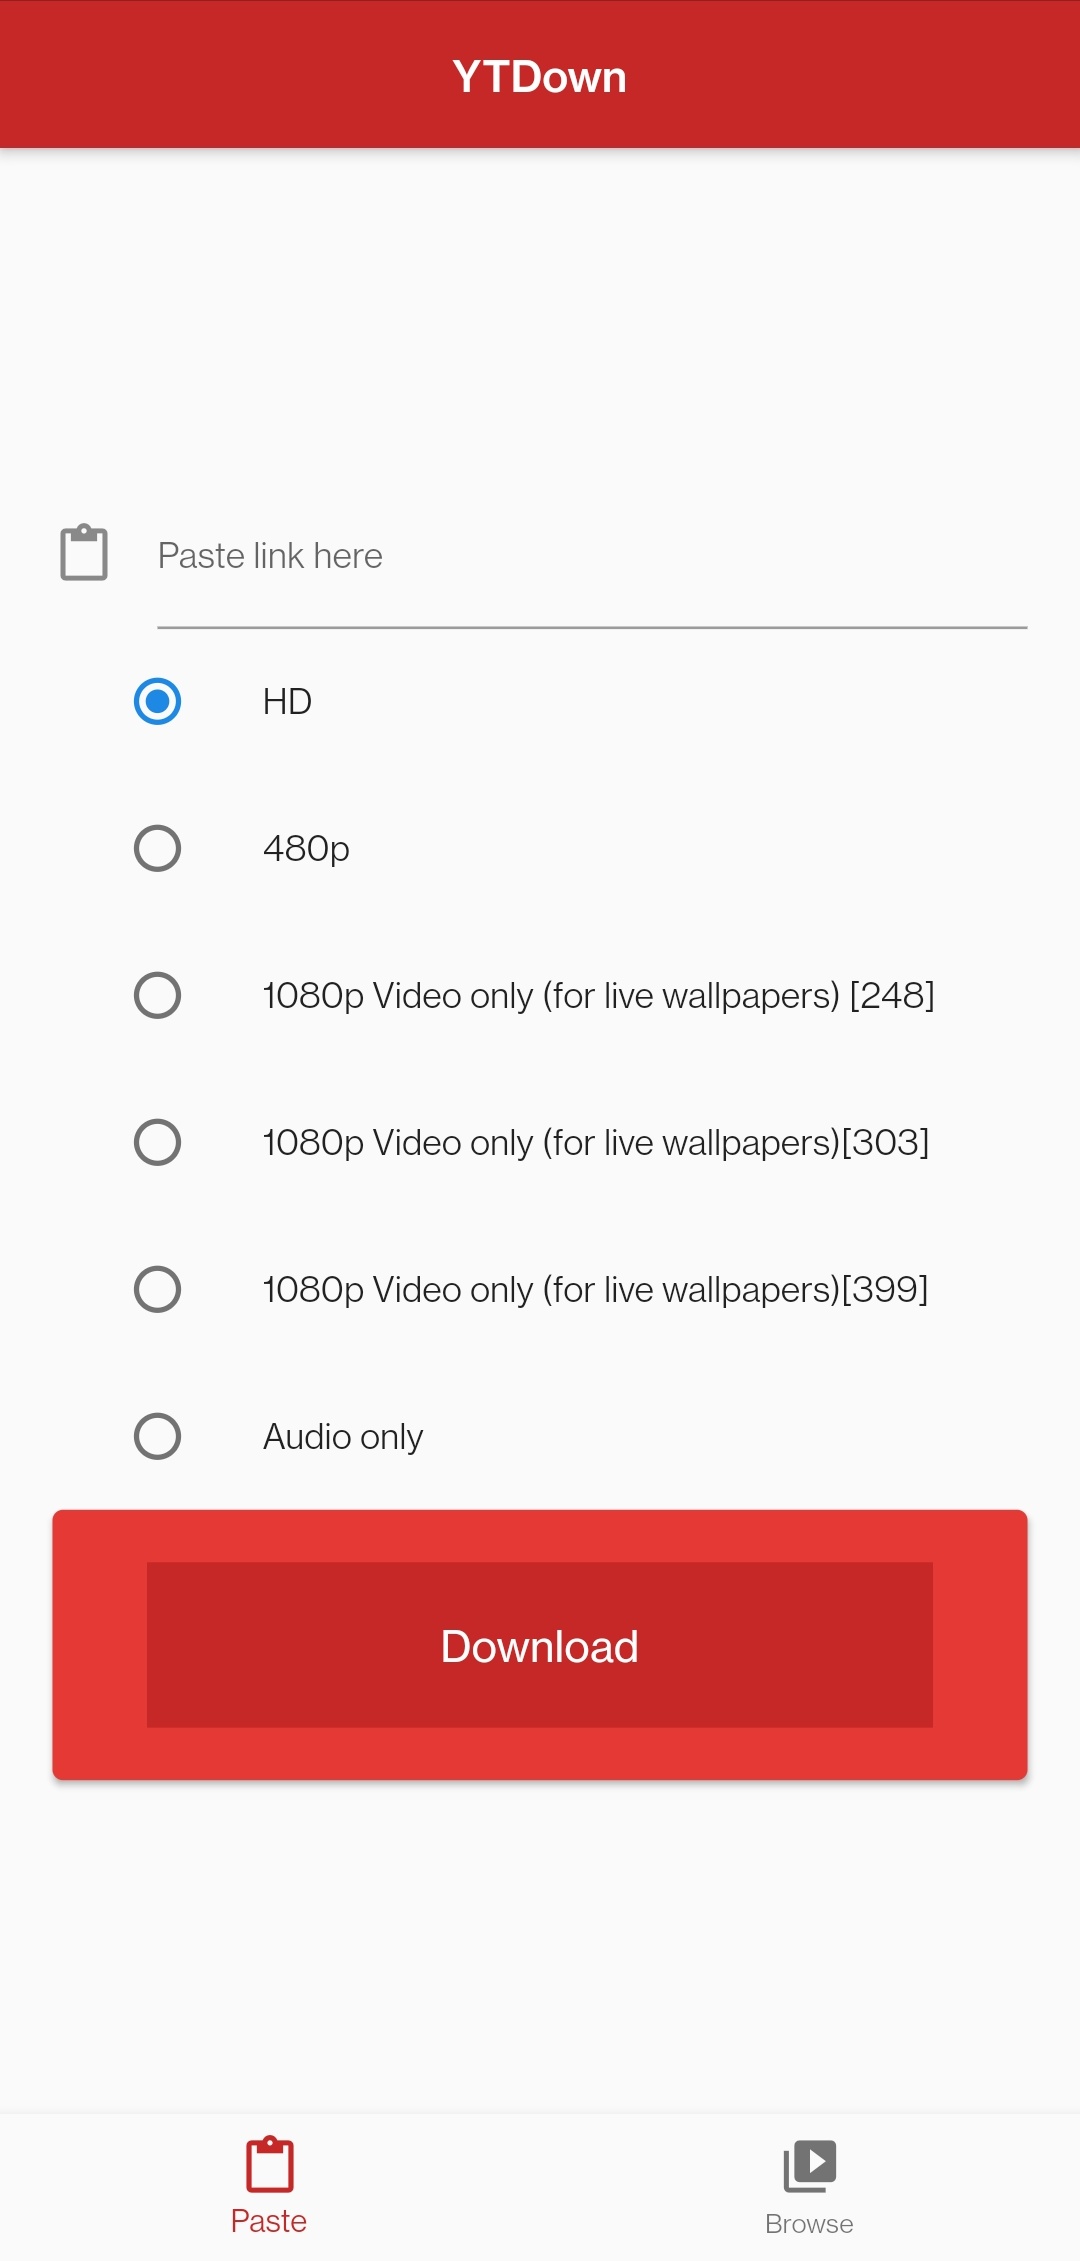 YTDown
Paste link here
HD
480p
1080p Video only (for live wallpapers) [248]
1080p Video only (for live wallpapers)[303]
1080p Video only (for live wallpapers)[399]
Audio only
Download
Paste
Browse